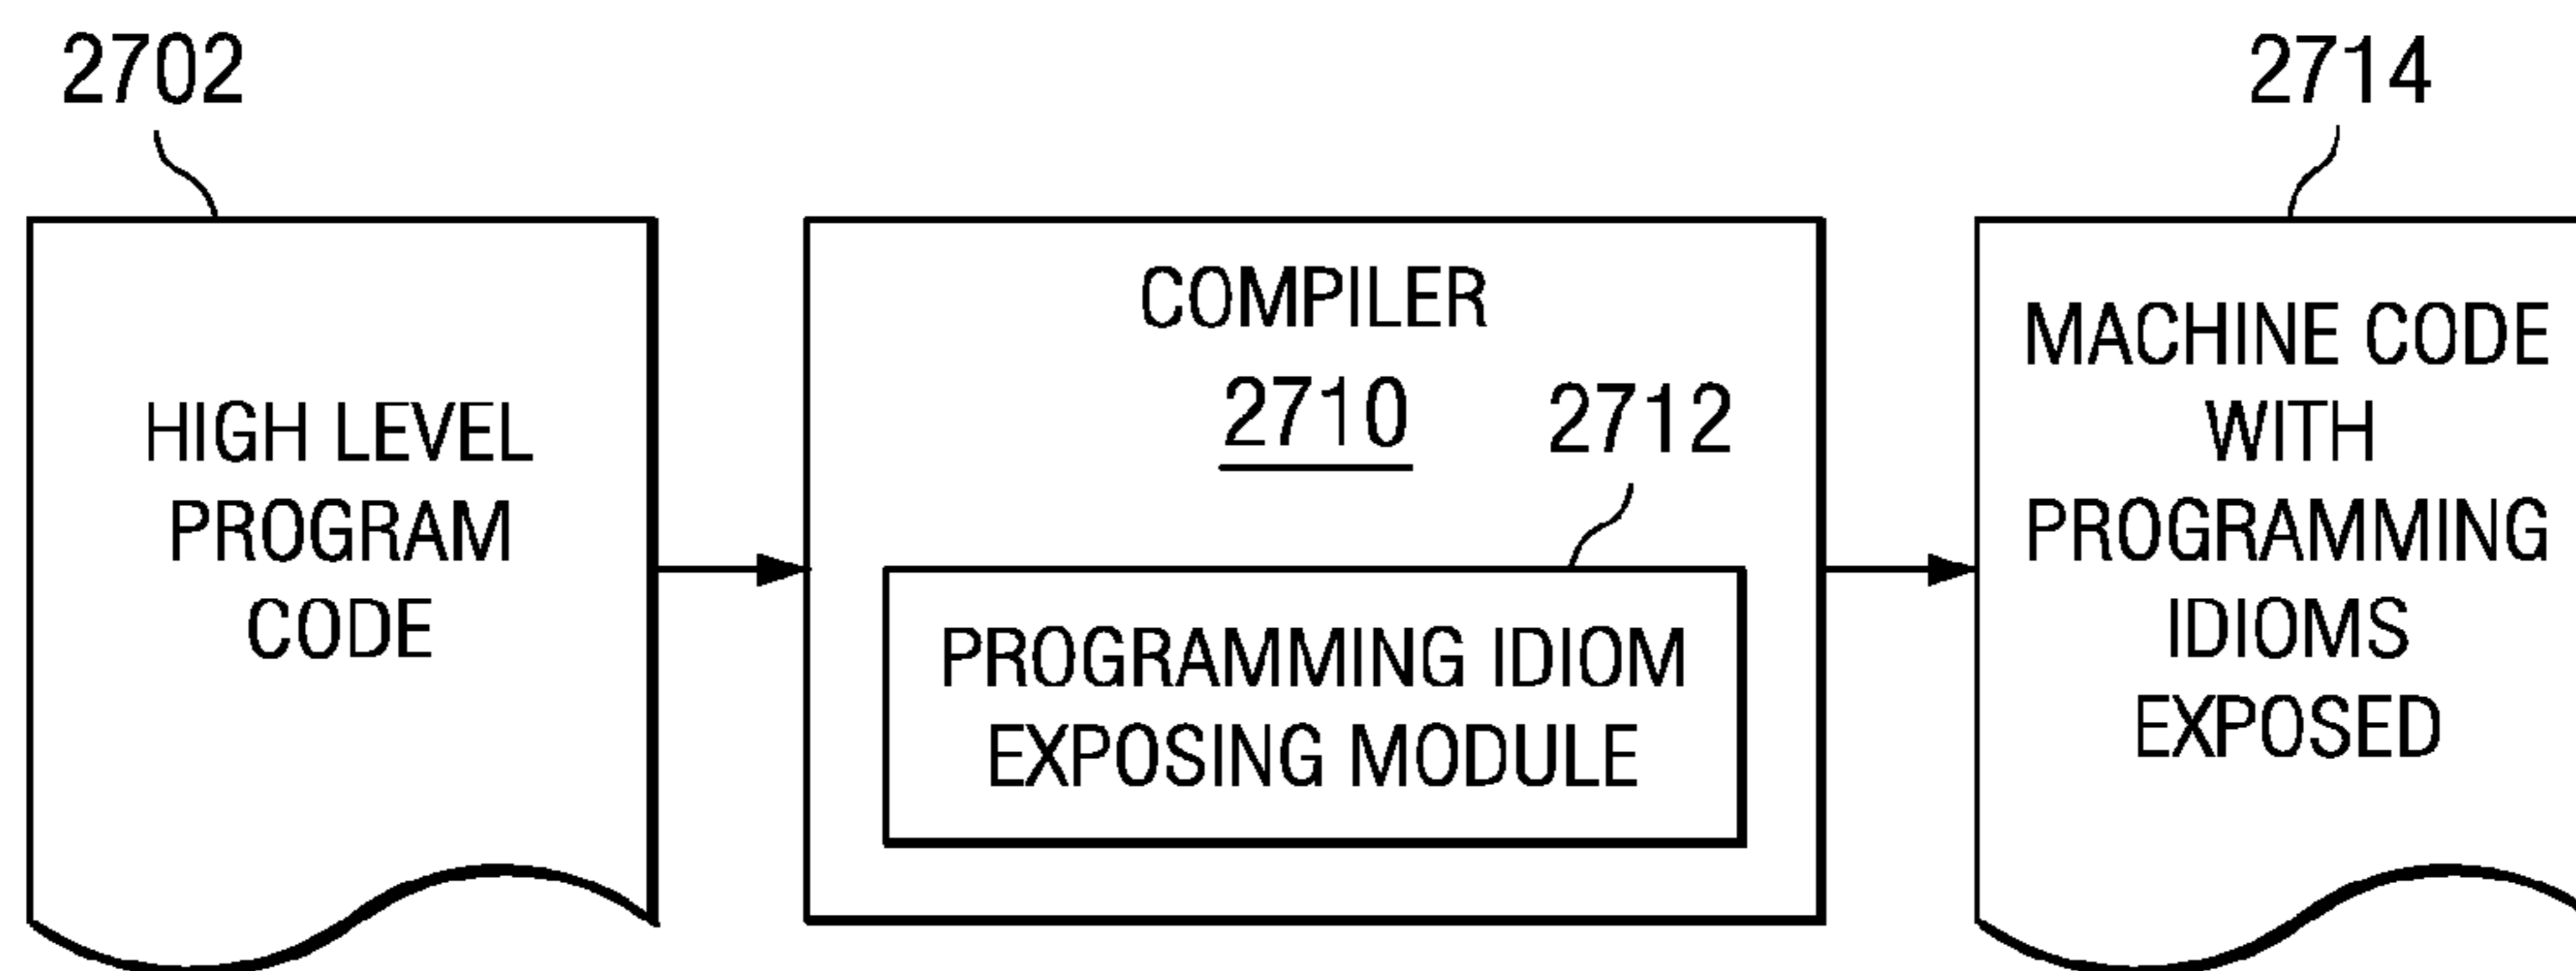 2702
2714
HIGH LEVEL
PROGRAM
CODE
COMPILER
2710
2712
PROGRAMMING IDIOM
EXPOSING MODULE
MACHINE CODE
WITH
PROGRAMMING
IDIOMS
EXPOSED